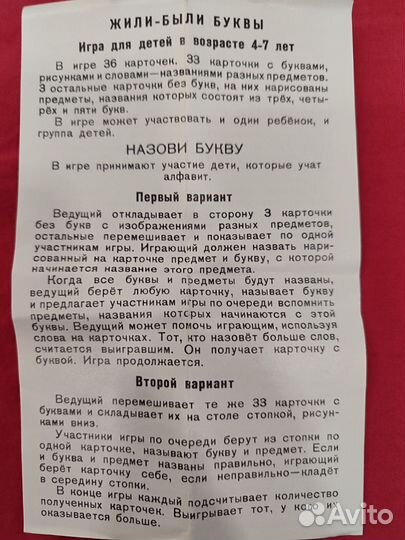 ЖИЛИ-БЫЛИ БУКВЫ
Игра для детей в возрасте 4-7 лет
В игре 36 карточек. 33 карточки с буквами,
рисунками и словами—названиями разных предметов.
3 остальные карточки без букв, на них нарисованы
предметы, названия которых состоят из трёх, четы-
рёх и пяти букв.
В игре может участвовать и один ребёнок, и
группа детей.
НАЗОВИ БУКВУ
В игре принимают участие дети, которые учат
алфавит.
Первый вариант
Ведущий откладывает в сторону 3 карточки
без букв с изображениями разных предметов,
остальные перемешивает и показывает по одной
участникам игры. Играющий должен назвать нари-
сованный на карточке предмет и букву, с которой
начинается название этого предмета.
Когда все буквы и предметы будут названы,
ведущий берёт любую карточку, называет букву
и предлагает участникам игры по очереди вспомнить
предметы, названия которых начинаются с этой
буквы. Ведущий может помочь играющим, используя
слова на карточках. Тот, кто назовёт больше слов,
считается выигравшим. Он получает карточку с
буквой. Игра продолжается.
Второй вариант
Ведущий перемешивает те же 33 карточки с
буквами и складывает их на столе стопкой, рисун-
ками вниз.
Участники игры по очереди берут из стопки по
одной карточке, называют букву и предмет. Если
и буква и предмет названы правильно, играющий
берёт карточку себе, если неправильно—кладёт
в середину стопки.
В конце игры каждый подсчитывает количество
полученных карточек. Выигрывает тот, у кого их
оказывается больше.
Avito